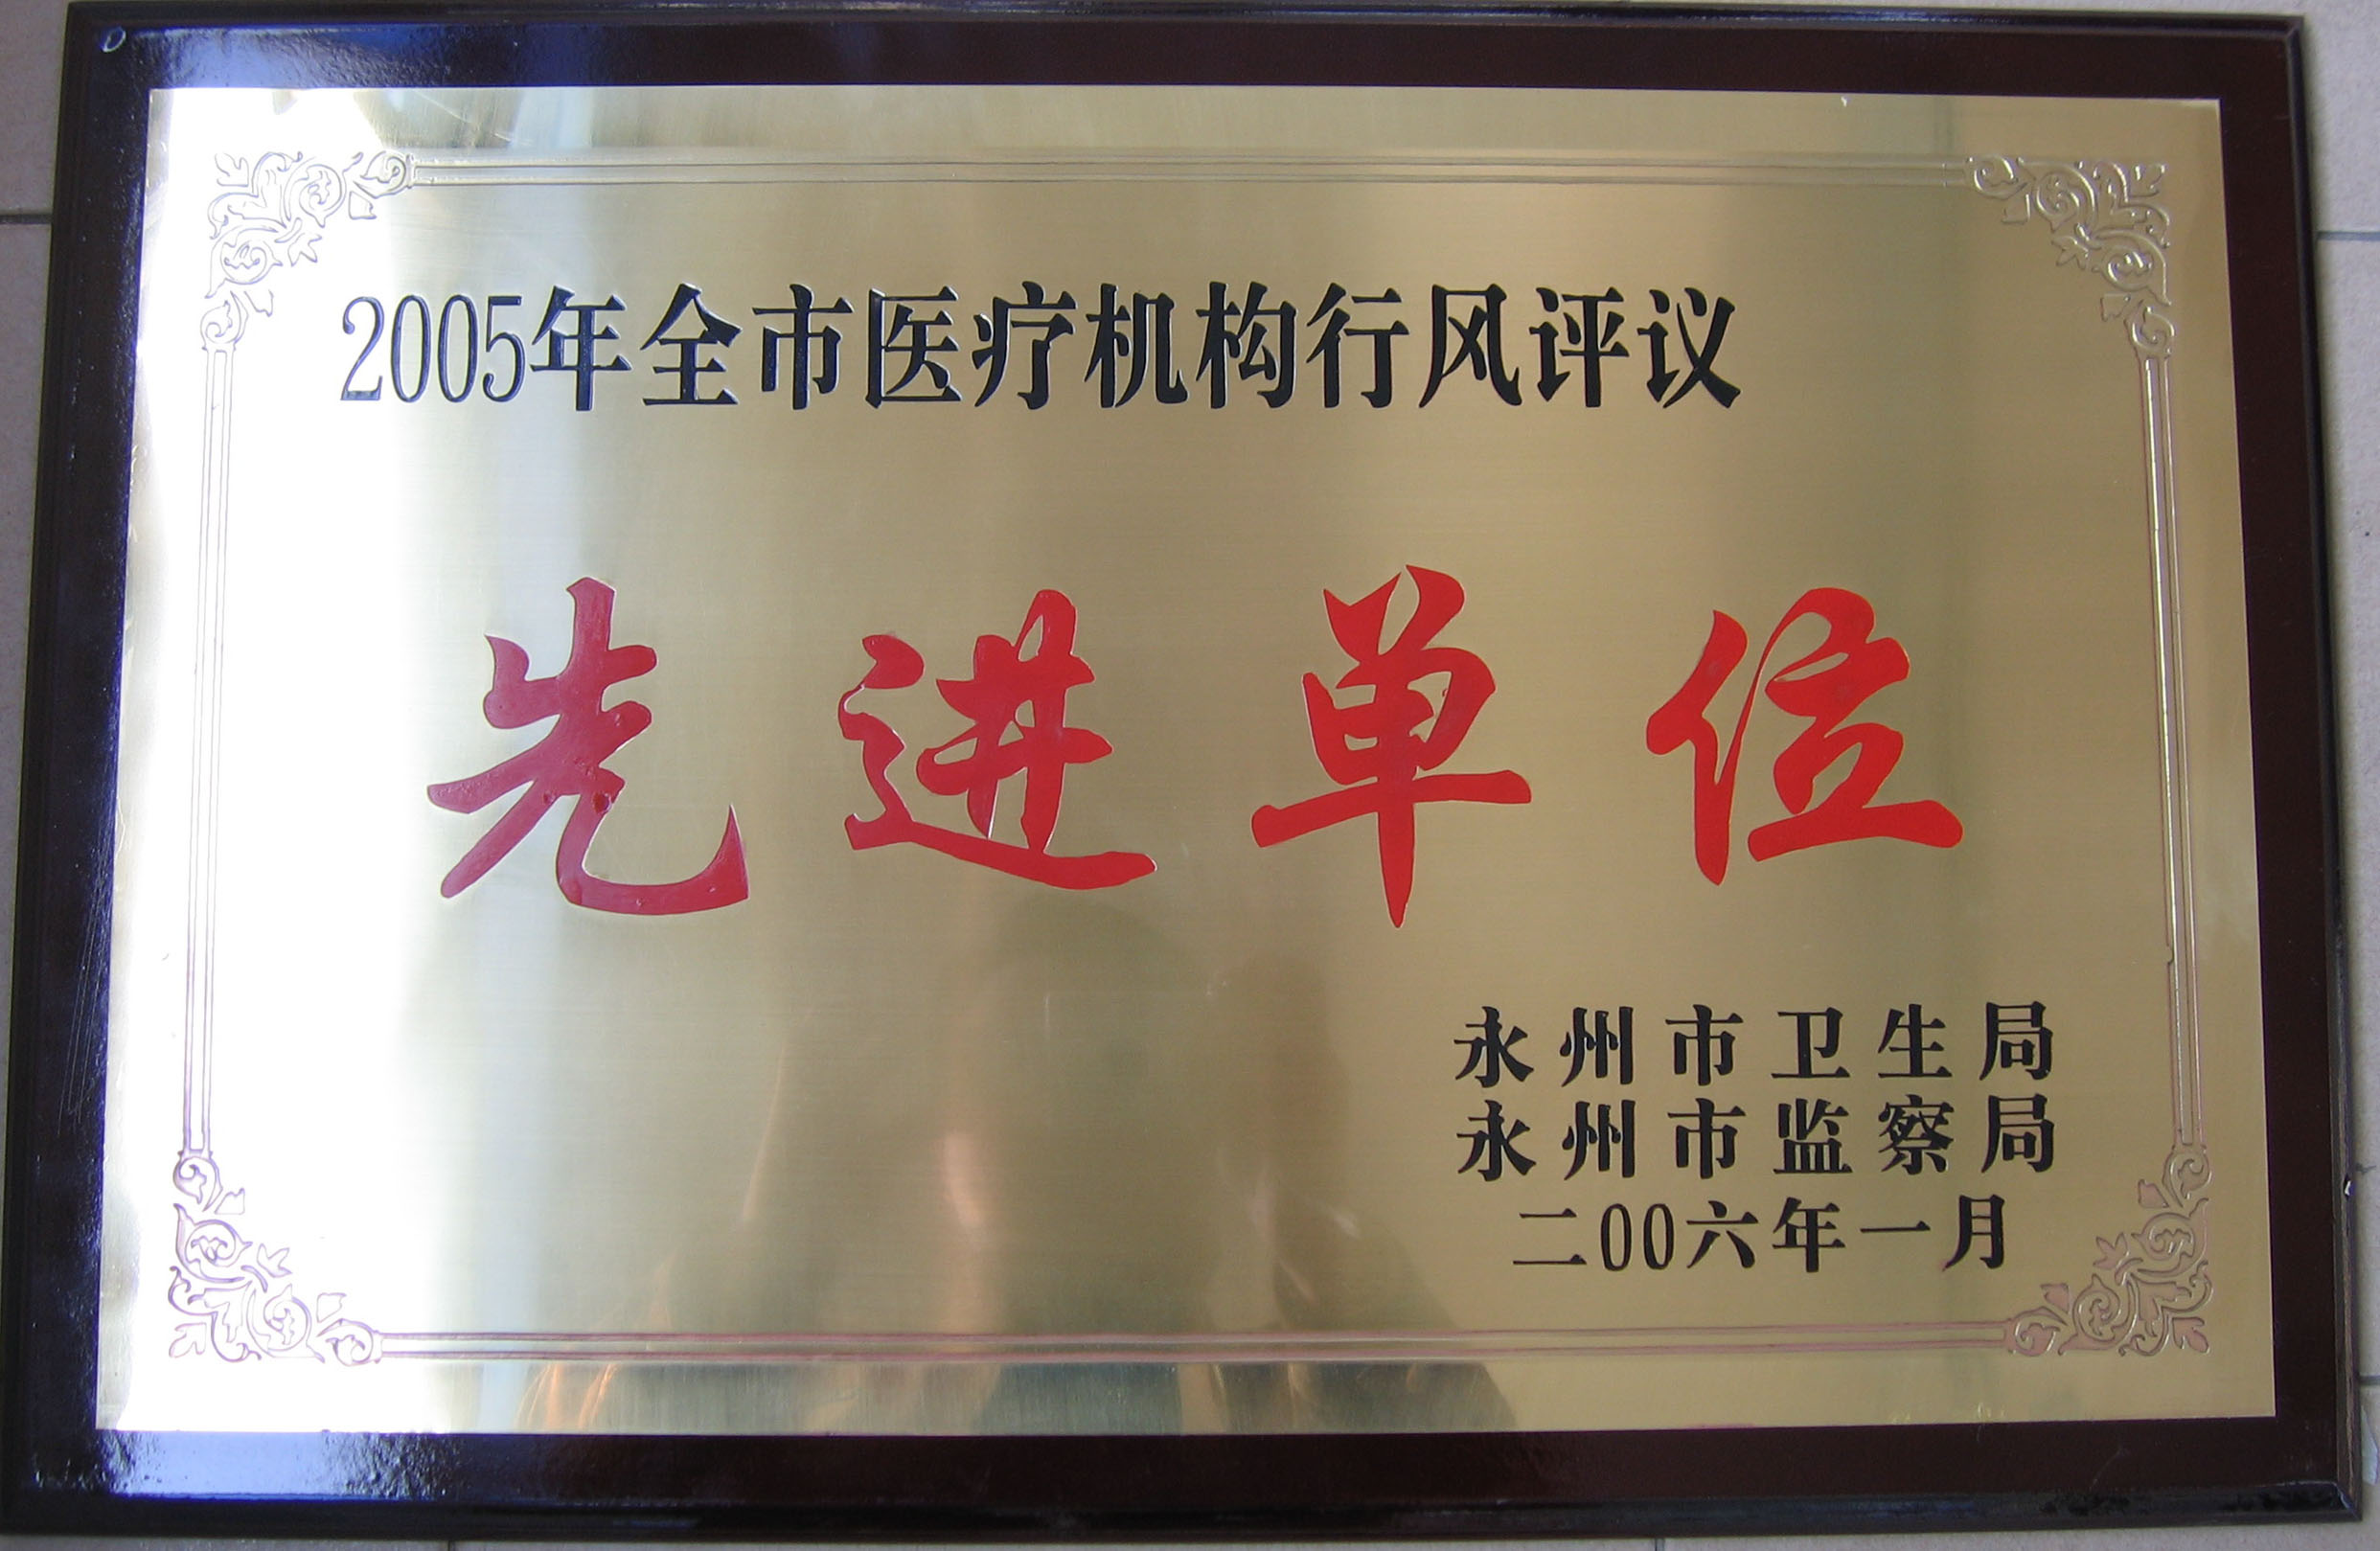 2005年全市医疗机构行风评议
先进单位
永州市卫生局
永州市监察局
二00六年一月